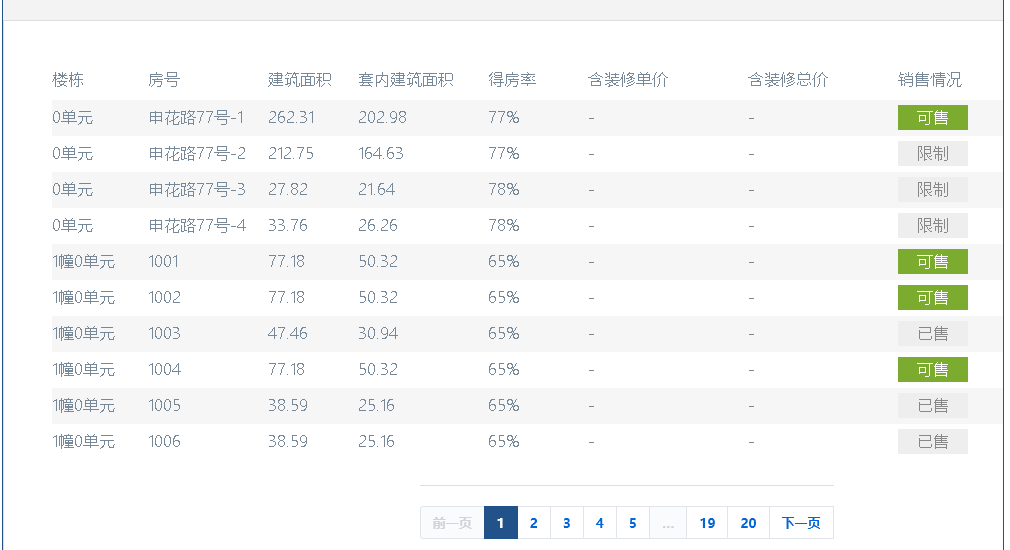 楼栋 房号 建筑面积 套内建筑面积 得房率 含装修单价 含装修总价 销售情况
0单元 申花路77号-1 262.31 202.98 77% - - 可售
0单元 申花路77号-2 212.75 164.63 77% - - 限制
0单元 申花路77号-3 27.82 21.64 78% - - 限制
0单元 申花路77号-4 33.76 26.26 78% - - 限制
1幢0单元 1001 77.18 50.32 65% - - 可售
1幢0单元 1002 77.18 50.32 65% - - 可售
1幢0单元 1003 47.46 30.94 65% - - 已售
1幢0单元 1004 77.18 50.32 65% - - 可售
1幢0单元 1005 38.59 25.16 65% - - 已售
1幢0单元 1006 38.59 25.16 65% - - 已售
前一页 1 2 3 4 5 ... 19 20 下一页